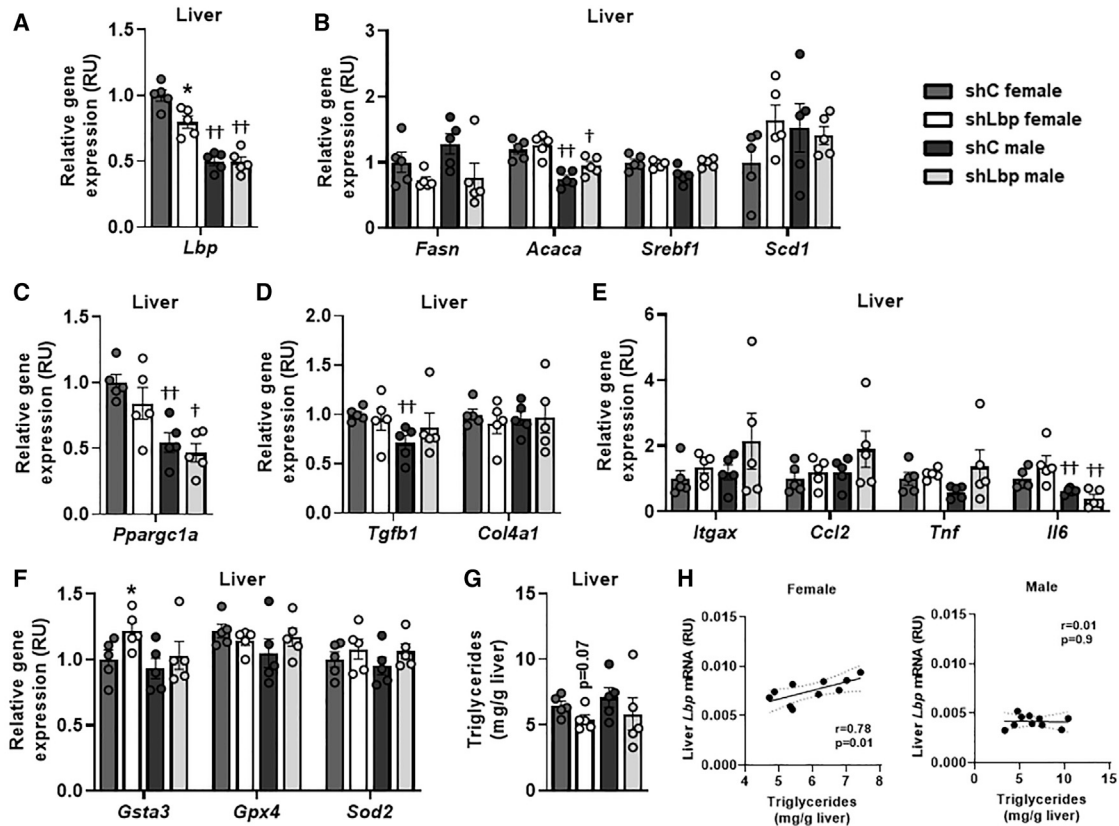 A
Liver
Relative gene
expression (RU)
1.5
1.0
0.5
0.0
*
††
††
Lbp
B
Liver
Relative gene
expression (RU)
3
2
1
0
††
†
Fasn
Acaca
Srebf1
Scd1
shC female
shLbp female
shC male
shLbp male
C
Liver
Relative gene
expression (RU)
1.5
1.0
0.5
0.0
††
†
Ppargc1a
D
Liver
Relative gene
expression (RU)
2.0
1.5
1.0
0.5
0.0
††
Tgfb1
Col4a1
E
Liver
Relative gene
expression (RU)
6
4
2
0
††
††
Itgax
Ccl2
Tnf
Il6
F
Liver
Relative gene
expression (RU)
1.5
1.0
0.5
0.0
*
Gsta3
Gpx4
Sod2
G
Liver
Triglycerides
(mg/g liver)
15
10
5
0
p=0.07
H
Female
Liver Lbp mRNA (RU)
0.015
0.010
0.005
0.000
r=0.78
p=0.01
4 5 6 7 8
Triglycerides
(mg/g liver)
Male
Liver Lbp mRNA (RU)
0.015
0.010
0.005
0.000
r=0.01
p=0.9
0 5 10 15
Triglycerides
(mg/g liver)